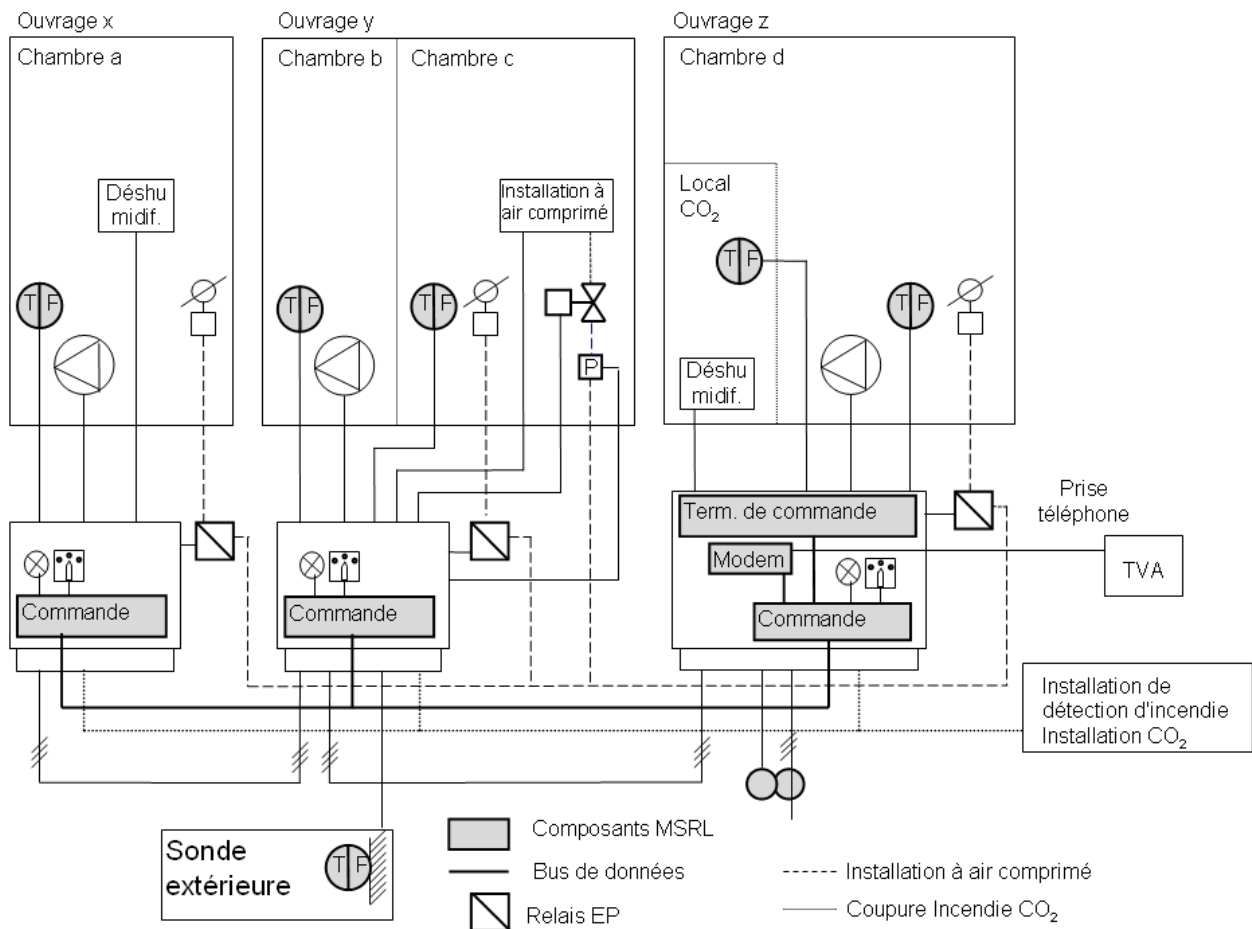 Ouvrage x
Ouvrage y
Ouvrage z
Chambre a
Chambre b
Chambre c
Chambre d
Déshu
midif.
Installation à
air comprimé
Local
CO₂
T F
T F
T F
T F
T F
P
Déshu
midif.
Term. de commande
Prise
téléphone
Modem
TVA
Commande
Commande
Commande
Installation de
détection d'incendie
Installation CO₂
Sonde
extérieure
T F
Composants MSRL
Bus de données
Relais EP
Installation à air comprimé
Coupure Incendie CO₂